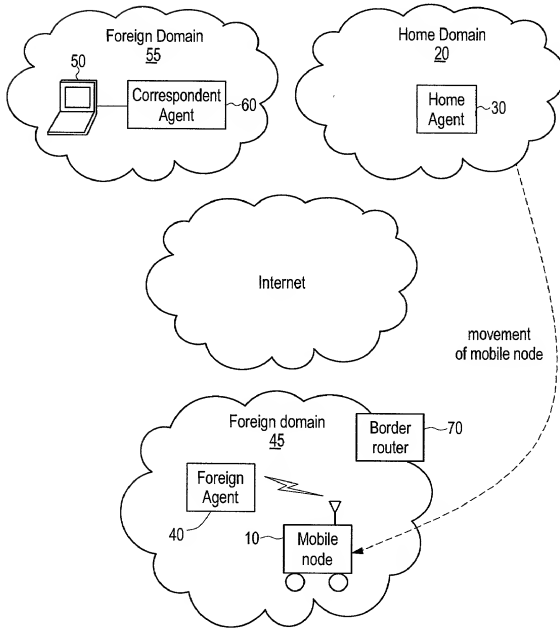 Foreign Domain
55
50
Correspondent
Agent
60
Home Domain
20
Home
Agent
30
Internet
movement
of mobile node
Foreign domain
45
Border
router
70
Foreign
Agent
40
10
Mobile
node